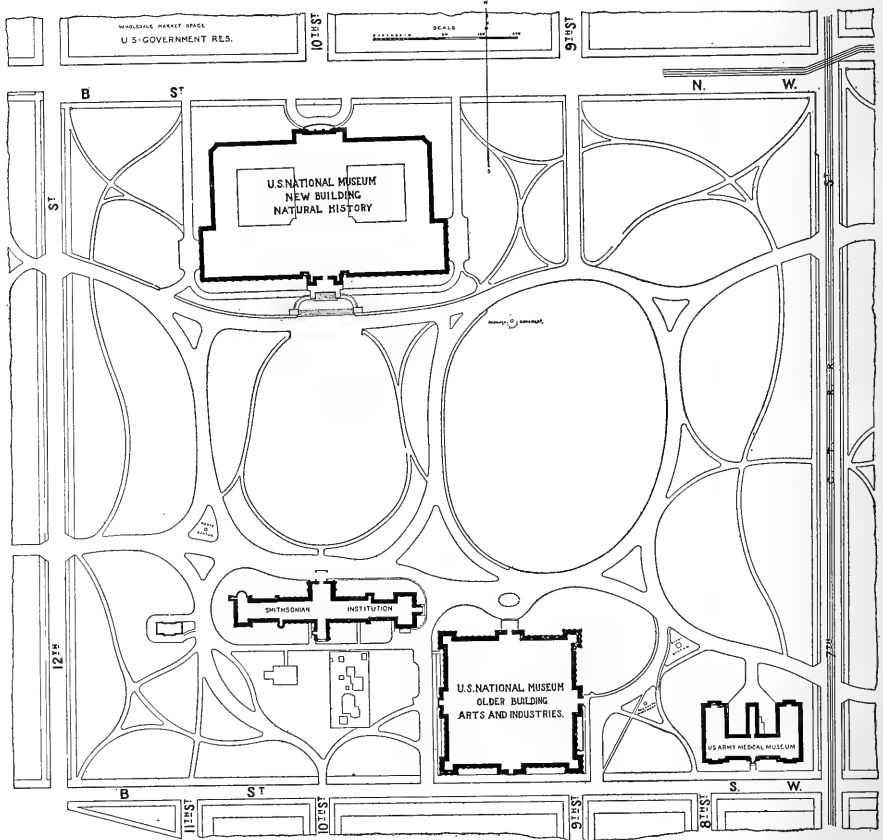 WHOLESALE MARKET SPACE
U.S. GOVERNMENT RES.
10TH ST
SCALE
9TH ST
N
B ST
N. W.
ST
ST
U.S. NATIONAL MUSEUM
NEW BUILDING
NATURAL HISTORY
R. R.
C. T.
SMITHSONIAN INSTITUTION
12TH
7TH
U.S. NATIONAL MUSEUM
OLDER BUILDING
ARTS AND INDUSTRIES.
US ARMY MEDICAL MUSEUM
B ST
S. W.
11TH ST
10TH ST
9TH ST
8TH ST